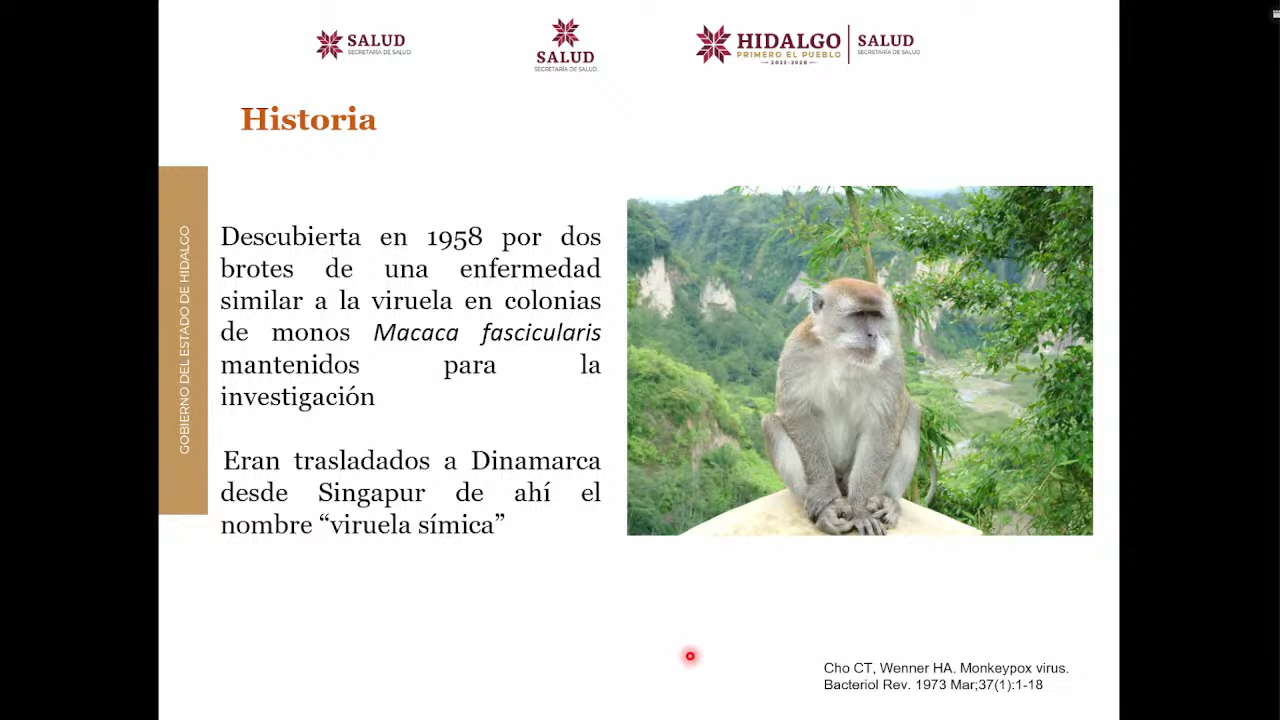 SALUD
SECRETARÍA DE SALUD
SALUD
SECRETARÍA DE SALUD
HIDALGO
PRIMERO EL PUEBLO
2022-2028
SALUD
SECRETARÍA DE SALUD
Historia
GOBIERNO DEL ESTADO DE HIDALGO
Descubierta en 1958 por dos
brotes de una enfermedad
similar a la viruela en colonias
de monos Macaca fascicularis
mantenidos para la
investigación
Eran trasladados a Dinamarca
desde Singapur de ahí el
nombre “viruela símica”
Cho CT, Wenner HA. Monkeypox virus.
Bacteriol Rev. 1973 Mar;37(1):1-18